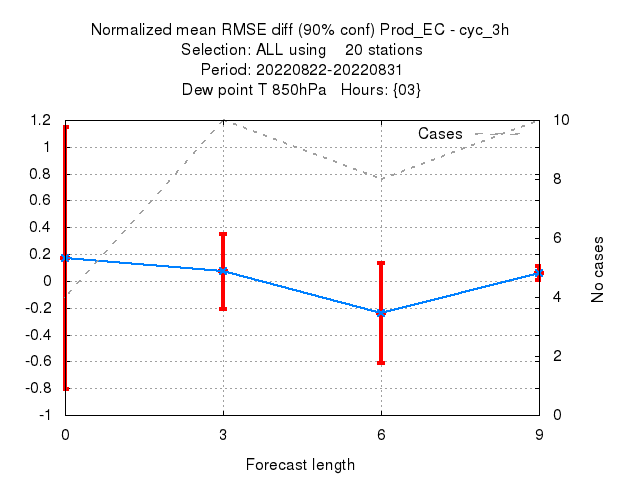 Normalized mean RMSE diff (90% conf) Prod_EC - cyc_3h
Selection: ALL using    20 stations
Period: 20220822-20220831
Dew point T 850hPa   Hours: {03}
Cases
1.2
1
0.8
0.6
0.4
0.2
0
-0.2
-0.4
-0.6
-0.8
-1
10
8
6
4
2
0
No cases
0 3 6 9
Forecast length